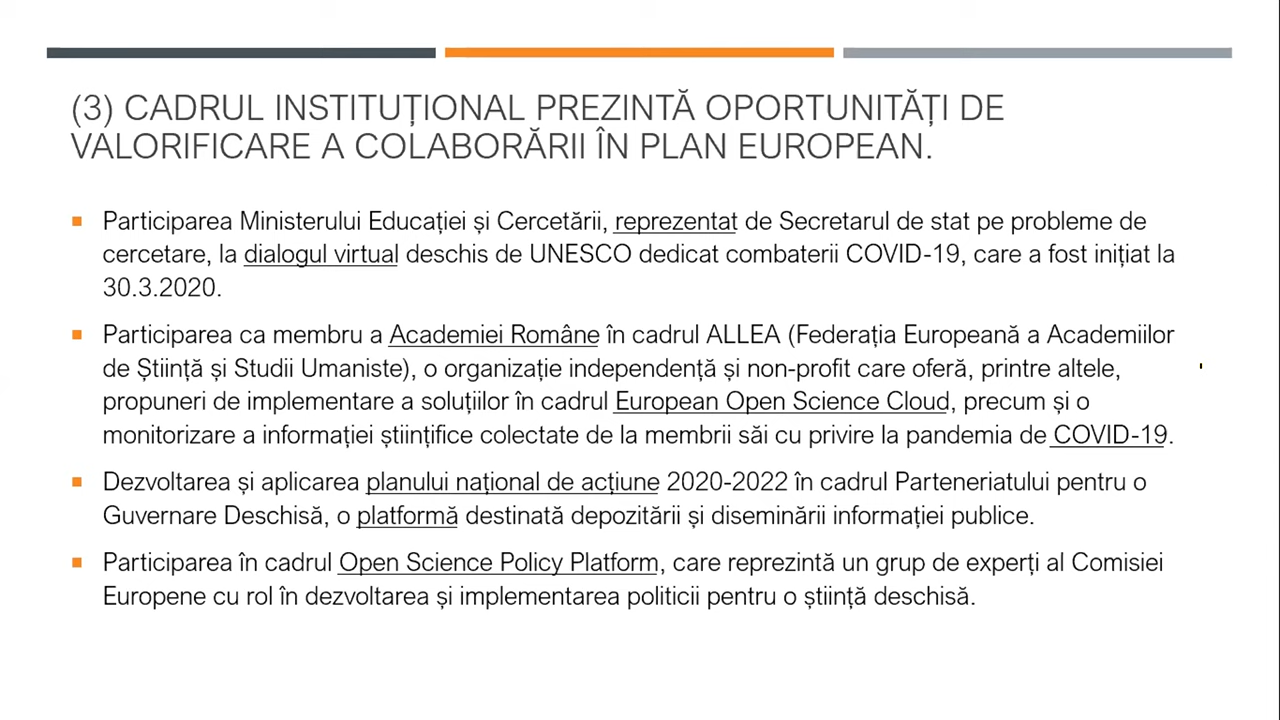 (3) CADRUL INSTITUȚIONAL PREZINTĂ OPORTUNITĂȚI DE
VALORIFICARE A COLABORĂRII ÎN PLAN EUROPEAN.
Participarea Ministerului Educației și Cercetării, reprezentat de Secretarul de stat pe probleme de
cercetare, la dialogul virtual deschis de UNESCO dedicat combaterii COVID-19, care a fost inițiat la
30.3.2020.
Participarea ca membru a Academiei Române în cadrul ALLEA (Federația Europeană a Academiilor
de Știință și Studii Umaniste), o organizație independentă și non-profit care oferă, printre altele,
propuneri de implementare a soluțiilor în cadrul European Open Science Cloud, precum și o
monitorizare a informației științifice colectate de la membrii săi cu privire la pandemia de COVID-19.
Dezvoltarea și aplicarea planului național de acțiune 2020-2022 în cadrul Parteneriatului pentru o
Guvernare Deschisă, o platformă destinată depozitării și diseminării informației publice.
Participarea în cadrul Open Science Policy Platform, care reprezintă un grup de experți al Comisiei
Europene cu rol în dezvoltarea și implementarea politicii pentru o știință deschisă.